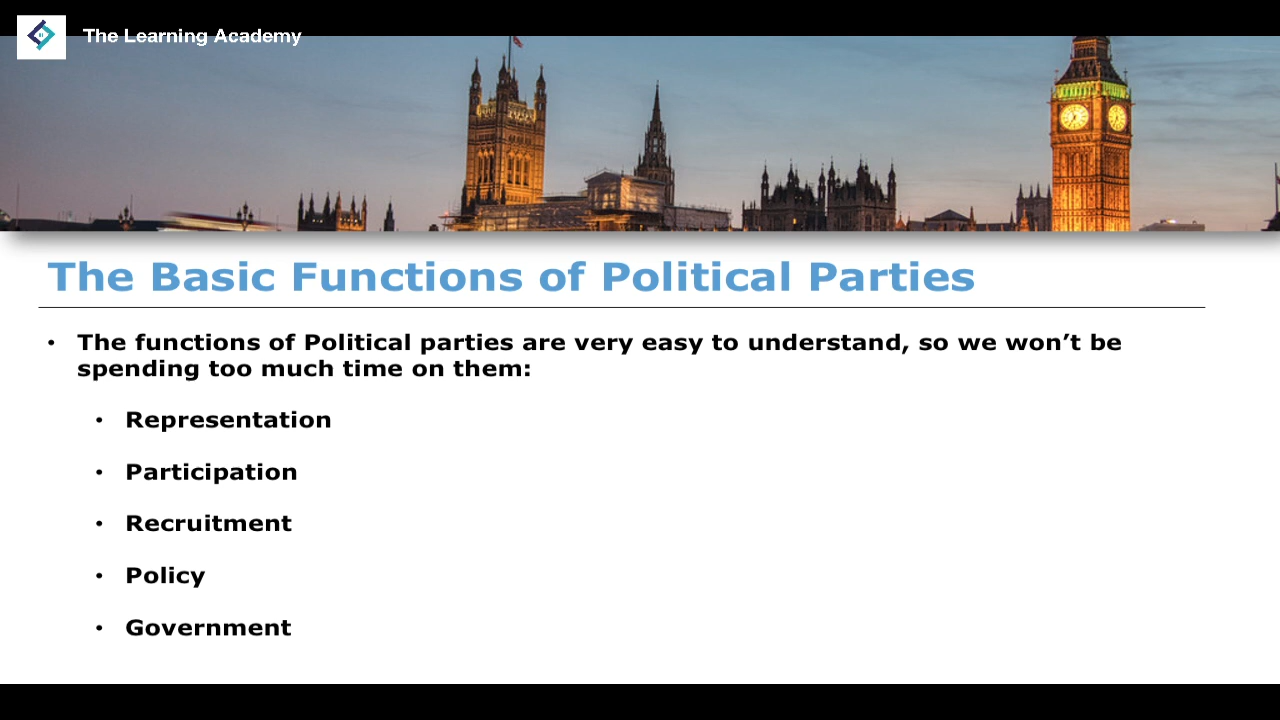 The Learning Academy
The Basic Functions of Political Parties
• The functions of Political parties are very easy to understand, so we won’t be
spending too much time on them:
• Representation
• Participation
• Recruitment
• Policy
• Government